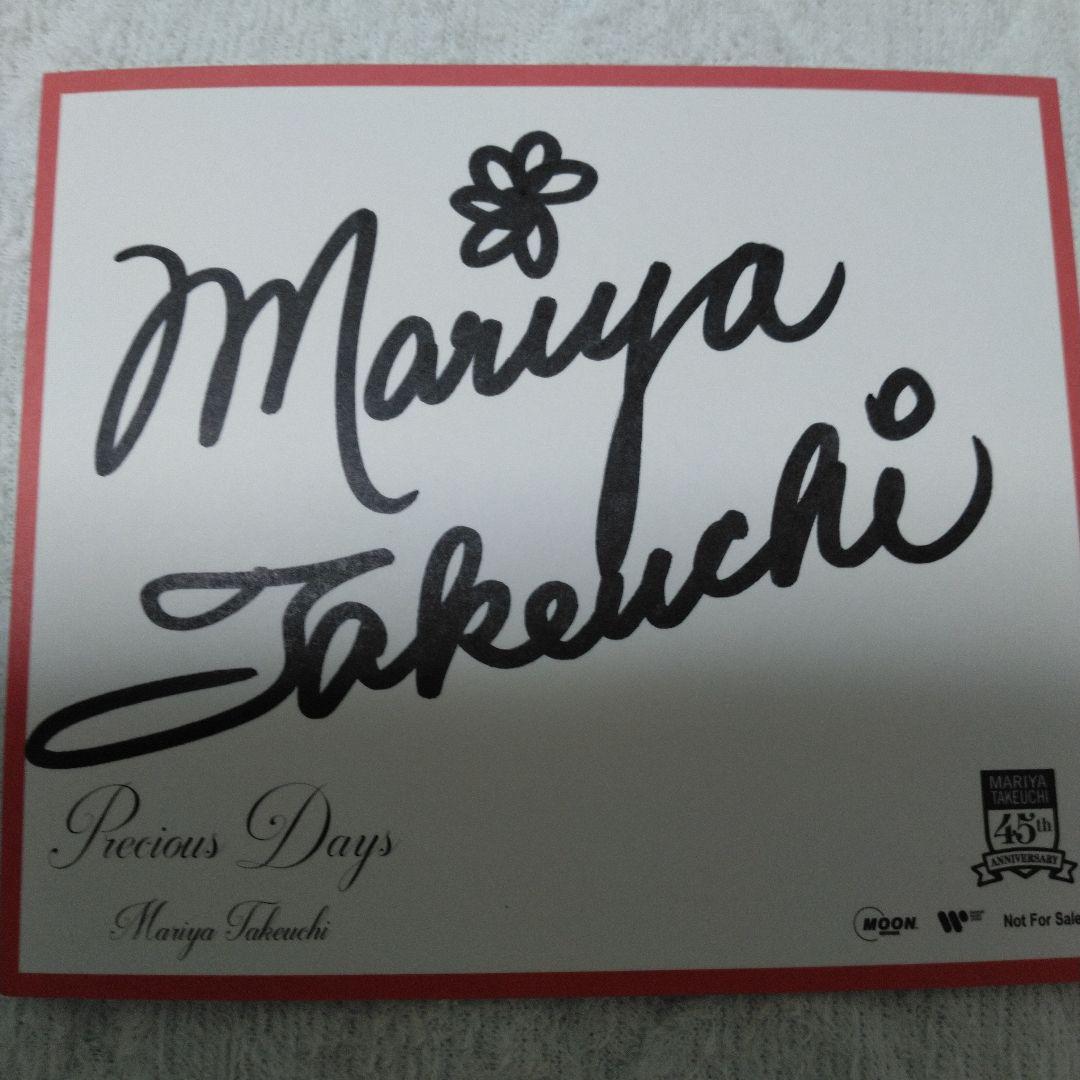 Mariya
Takeuchi
Precious Days
Mariya Takeuchi
MARIYA
TAKEUCHI
45th
ANNIVERSARY
MOON
Not For Sale